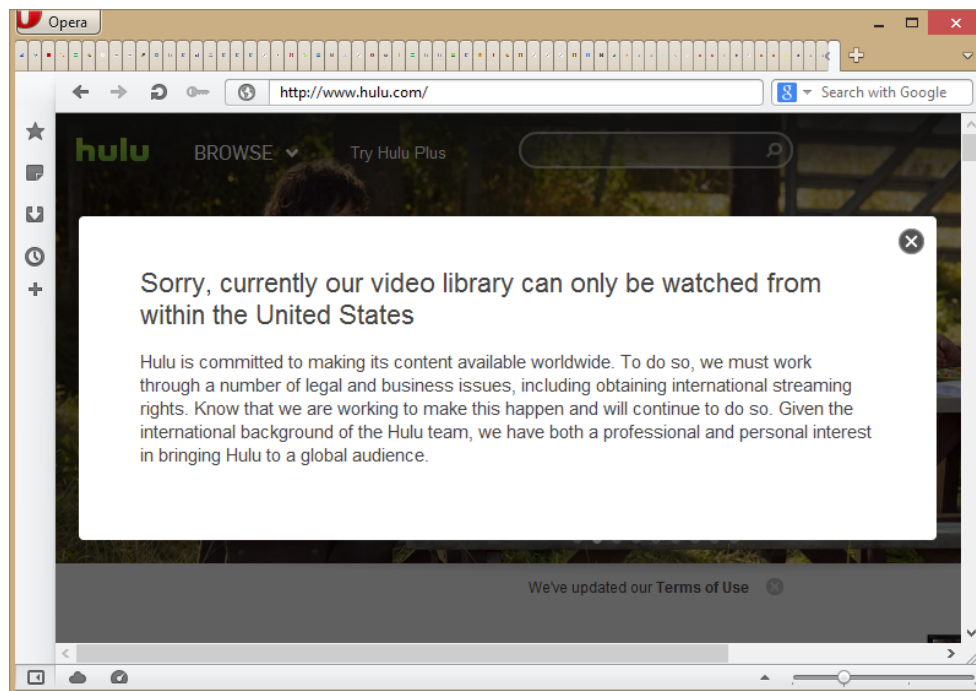 Opera
http://www.hulu.com/
Search with Google
hulu
BROWSE
Try Hulu Plus
Sorry, currently our video library can only be watched from
within the United States
Hulu is committed to making its content available worldwide. To do so, we must work
through a number of legal and business issues, including obtaining international streaming
rights. Know that we are working to make this happen and will continue to do so. Given the
international background of the Hulu team, we have both a professional and personal interest
in bringing Hulu to a global audience.
We've updated our Terms of Use